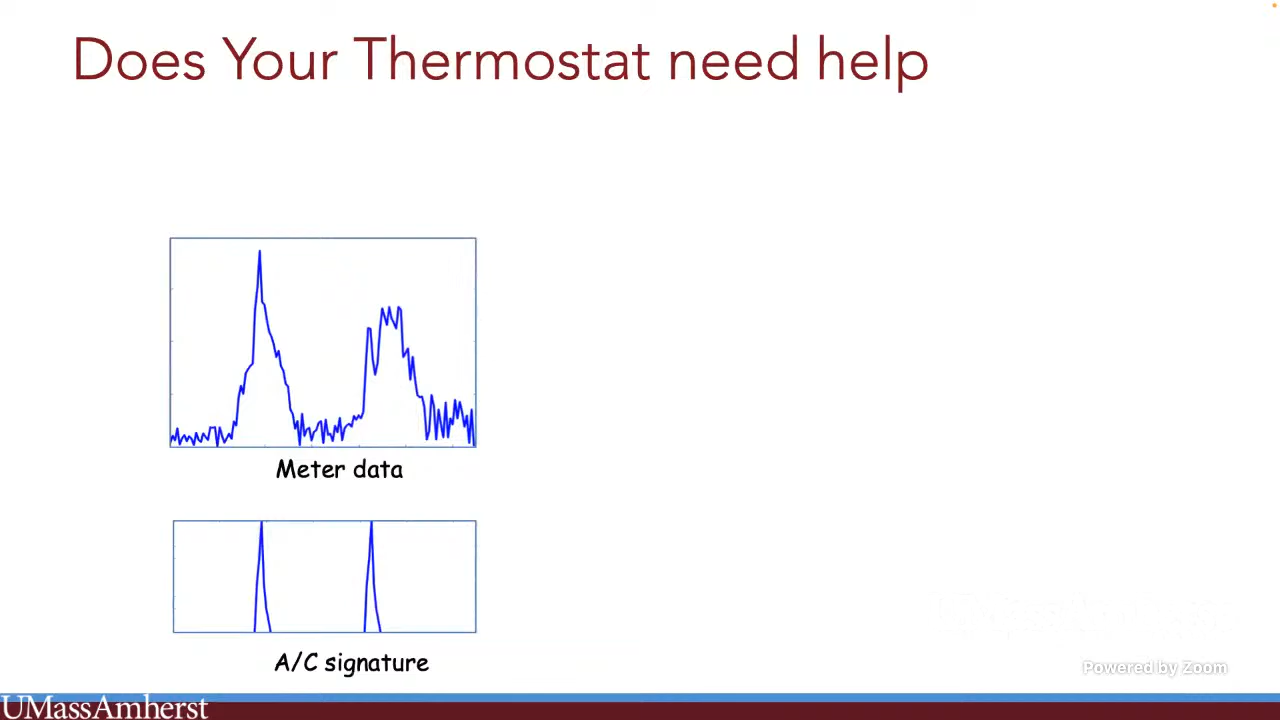 Does Your Thermostat need help
Meter data
A/C signature
Powered by Zoom
UMassAmherst